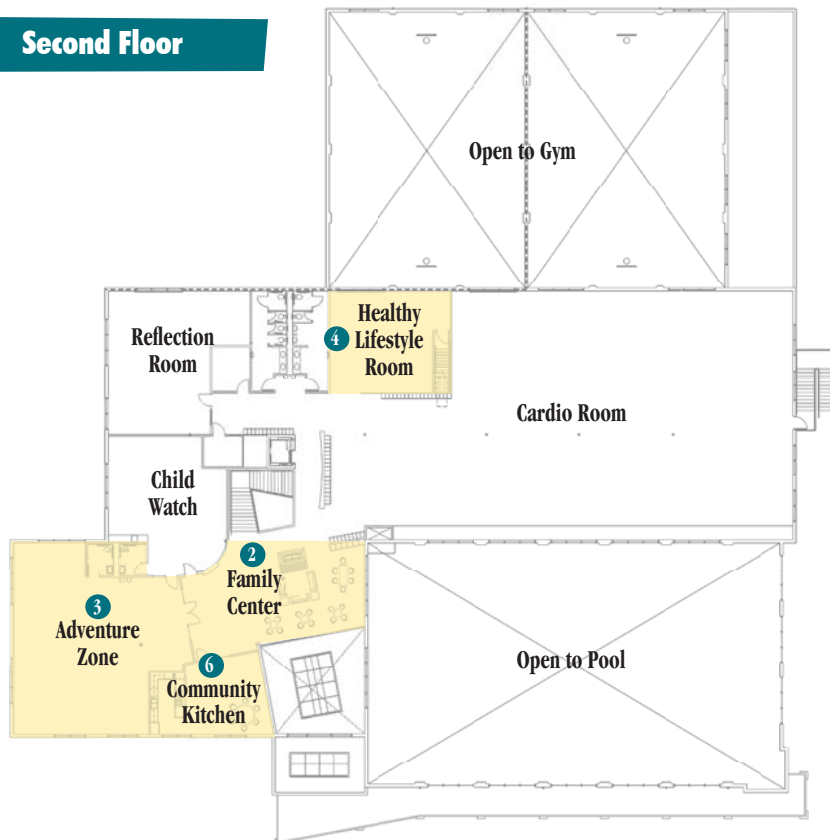 Second Floor
Open to Gym
Reflection
Room
4
Healthy
Lifestyle
Room
Cardio Room
Child
Watch
2
Family
Center
3
Adventure
Zone
6
Community
Kitchen
Open to Pool